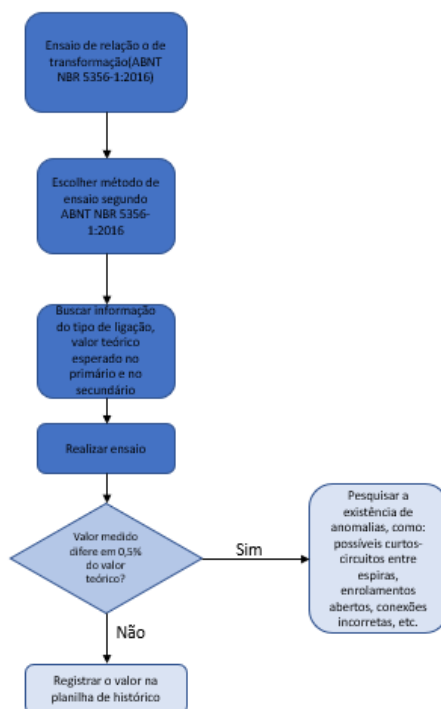 Ensaio de relação o de
transformação(ABNT
NBR 5356-1:2016)
Escolher método de
ensaio segundo
ABNT NBR 5356-
1:2016
Buscar informação
do tipo de ligação,
valor teórico
esperado no
primário e no
secundário
Realizar ensaio
Valor medido
difere em 0,5%
do valor
teórico?
Sim
Pesquisar a
existência de
anomalias, como:
possíveis curtos-
circuitos entre
espiras,
enrolamentos
abertos, conexões
incorretas, etc.
Não
Registrar o valor na
planilha de histórico